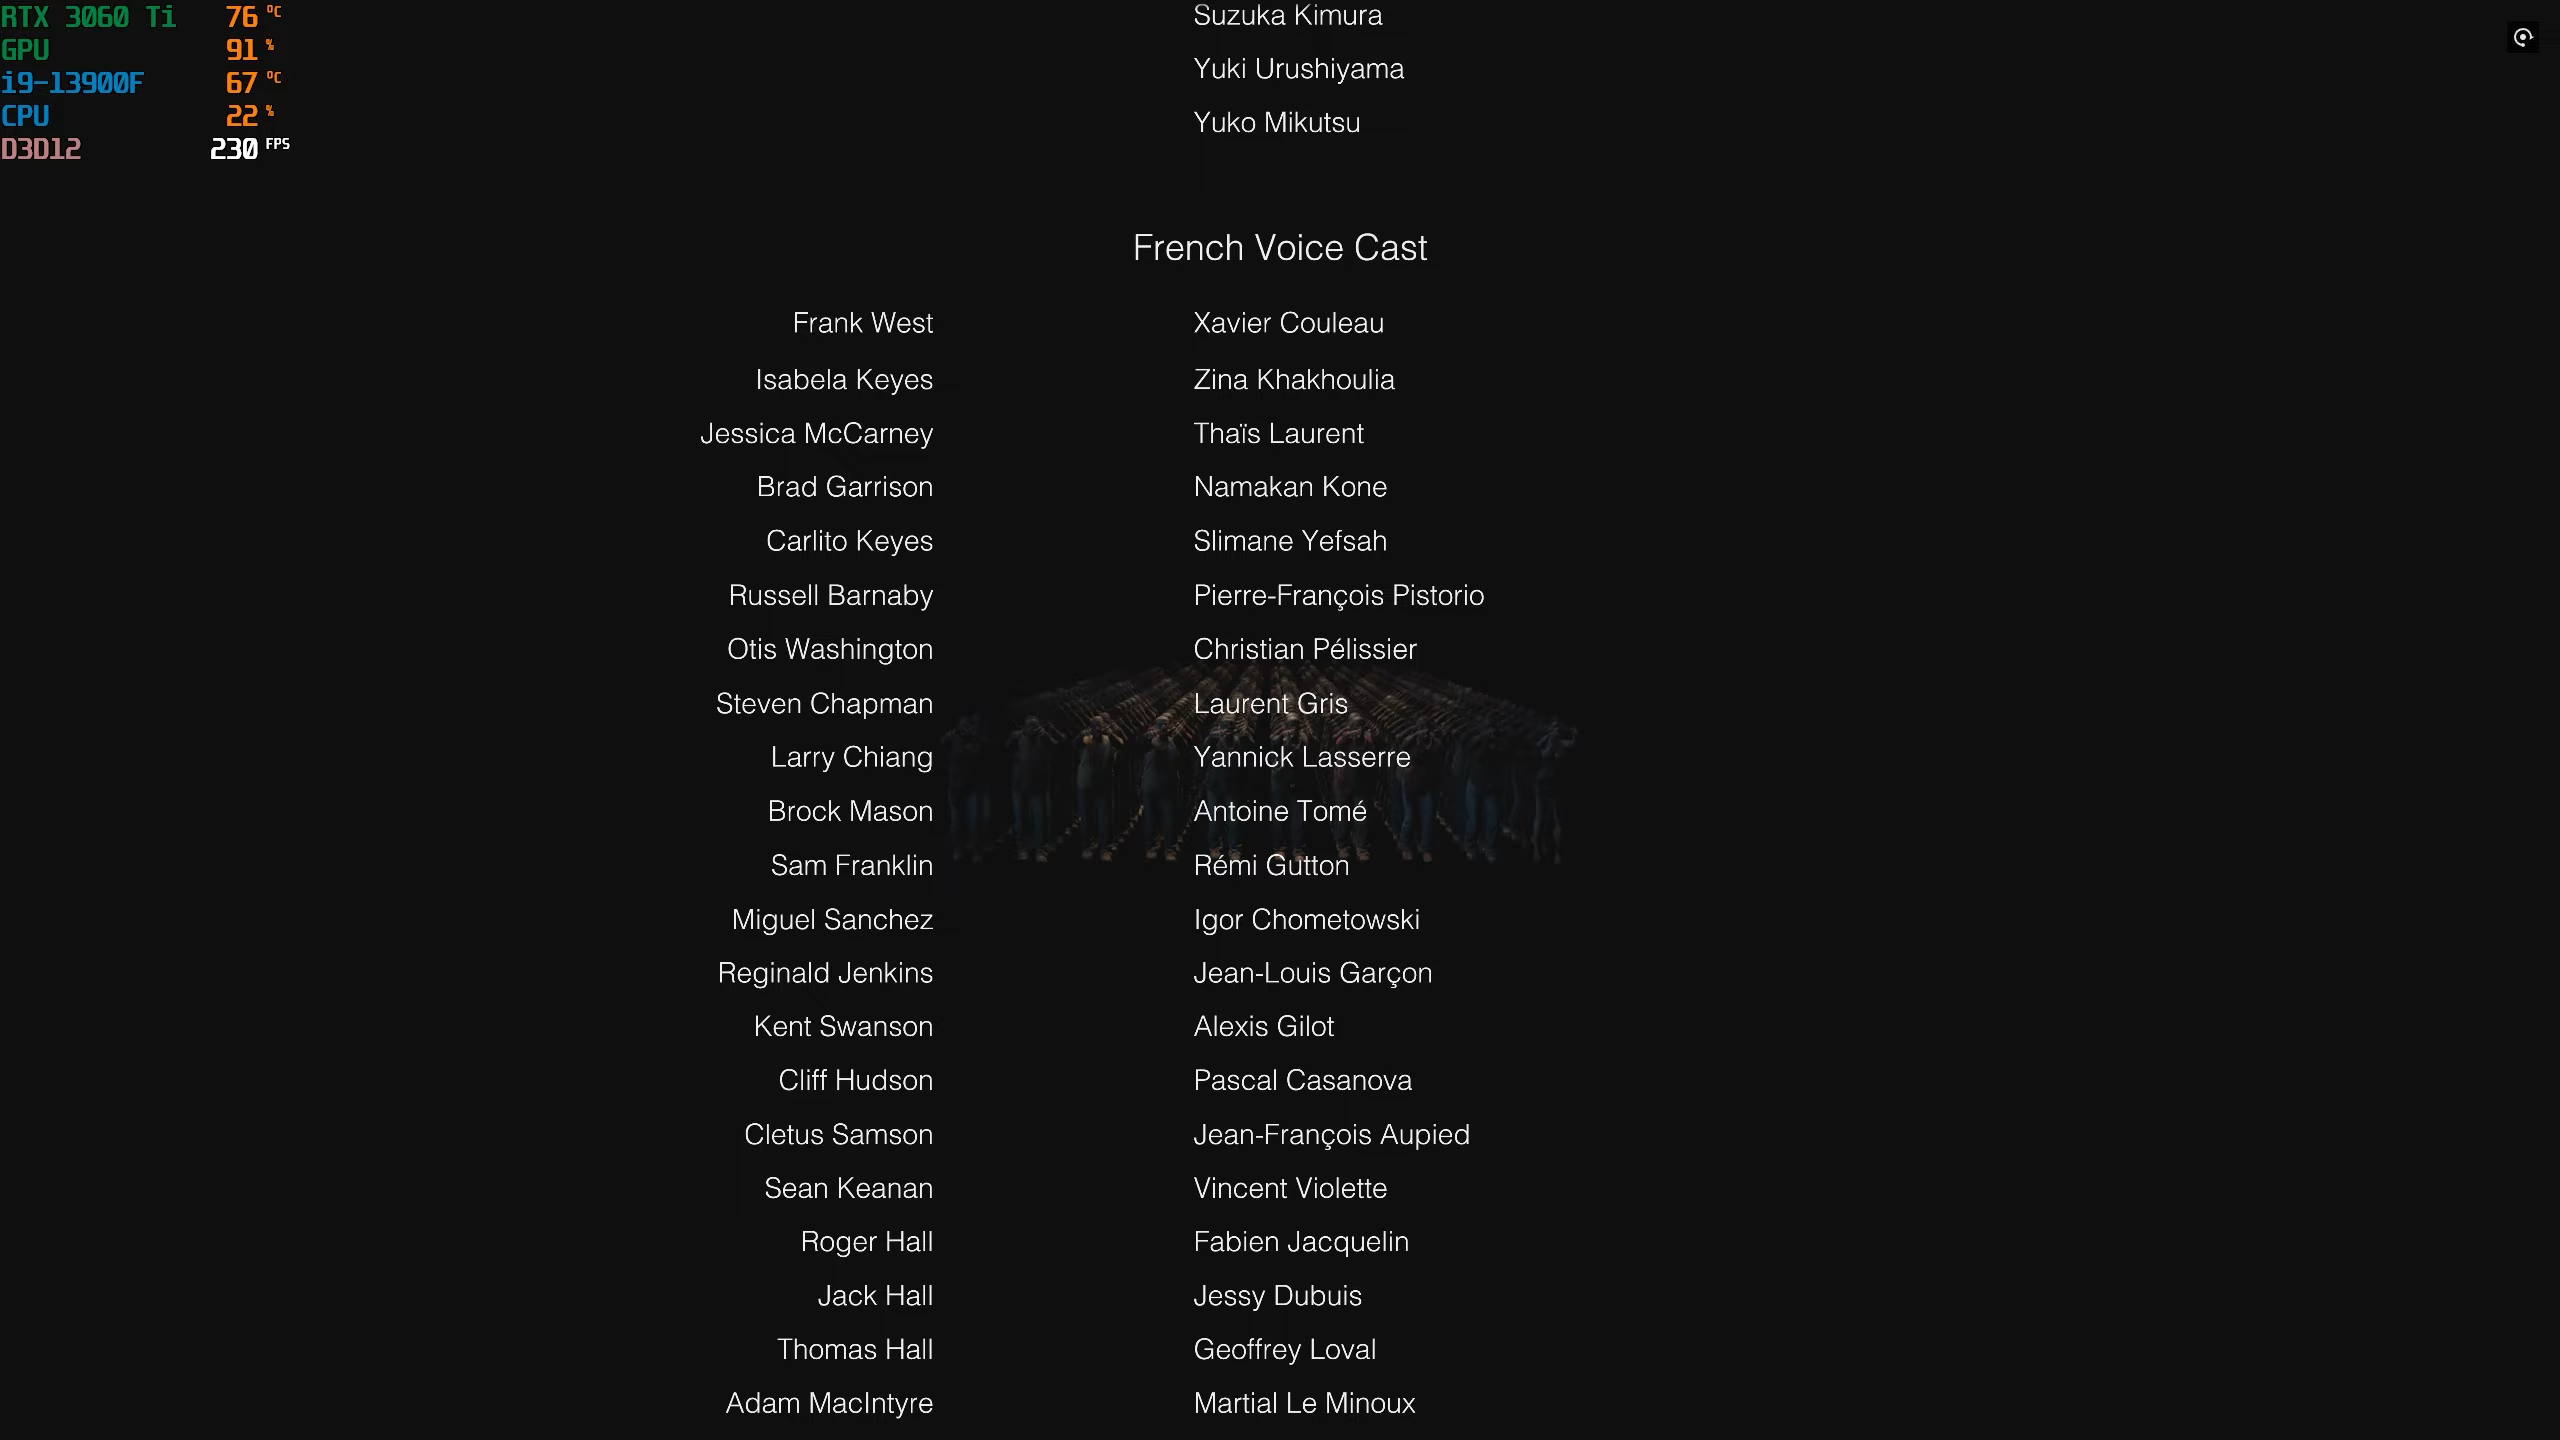 RTX 3060 Ti 76 °C
GPU 91 %
i9-13900F 67 °C
CPU 22 %
D3D12 230 FPS
Suzuka Kimura
Yuki Urushiyama
Yuko Mikutsu
French Voice Cast
Frank West Xavier Couleau
Isabela Keyes Zina Khakhoulia
Jessica McCarney Thaïs Laurent
Brad Garrison Namakan Kone
Carlito Keyes Slimane Yefsah
Russell Barnaby Pierre-François Pistorio
Otis Washington Christian Pélissier
Steven Chapman Laurent Gris
Larry Chiang Yannick Lasserre
Brock Mason Antoine Tomé
Sam Franklin Rémi Gutton
Miguel Sanchez Igor Chometowski
Reginald Jenkins Jean-Louis Garçon
Kent Swanson Alexis Gilot
Cliff Hudson Pascal Casanova
Cletus Samson Jean-François Aupied
Sean Keanan Vincent Violette
Roger Hall Fabien Jacquelin
Jack Hall Jessy Dubuis
Thomas Hall Geoffrey Loval
Adam MacIntyre Martial Le Minoux